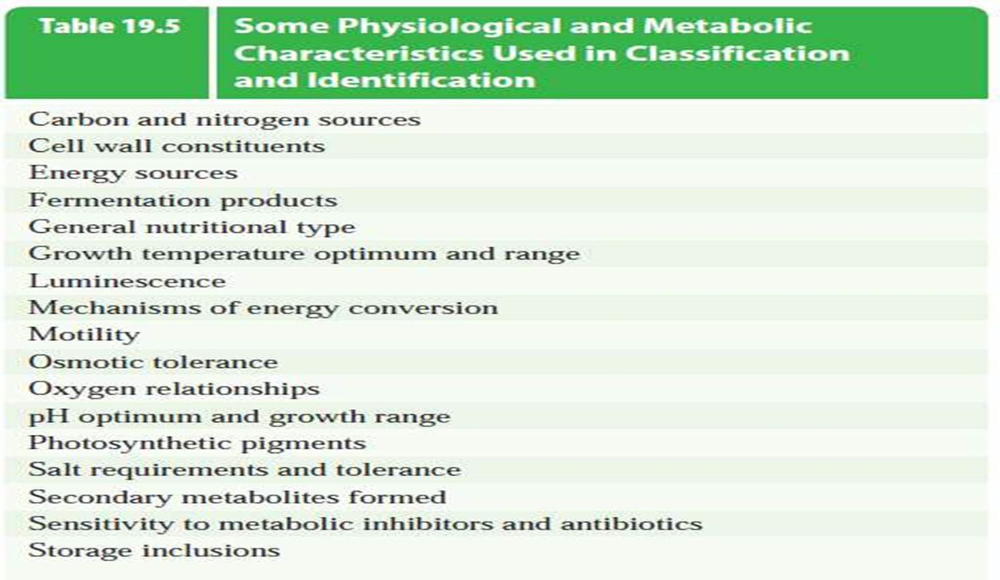 Table 19.5
Some Physiological and Metabolic
Characteristics Used in Classification
and Identification
Carbon and nitrogen sources
Cell wall constituents
Energy sources
Fermentation products
General nutritional type
Growth temperature optimum and range
Luminescence
Mechanisms of energy conversion
Motility
Osmotic tolerance
Oxygen relationships
pH optimum and growth range
Photosynthetic pigments
Salt requirements and tolerance
Secondary metabolites formed
Sensitivity to metabolic inhibitors and antibiotics
Storage inclusions